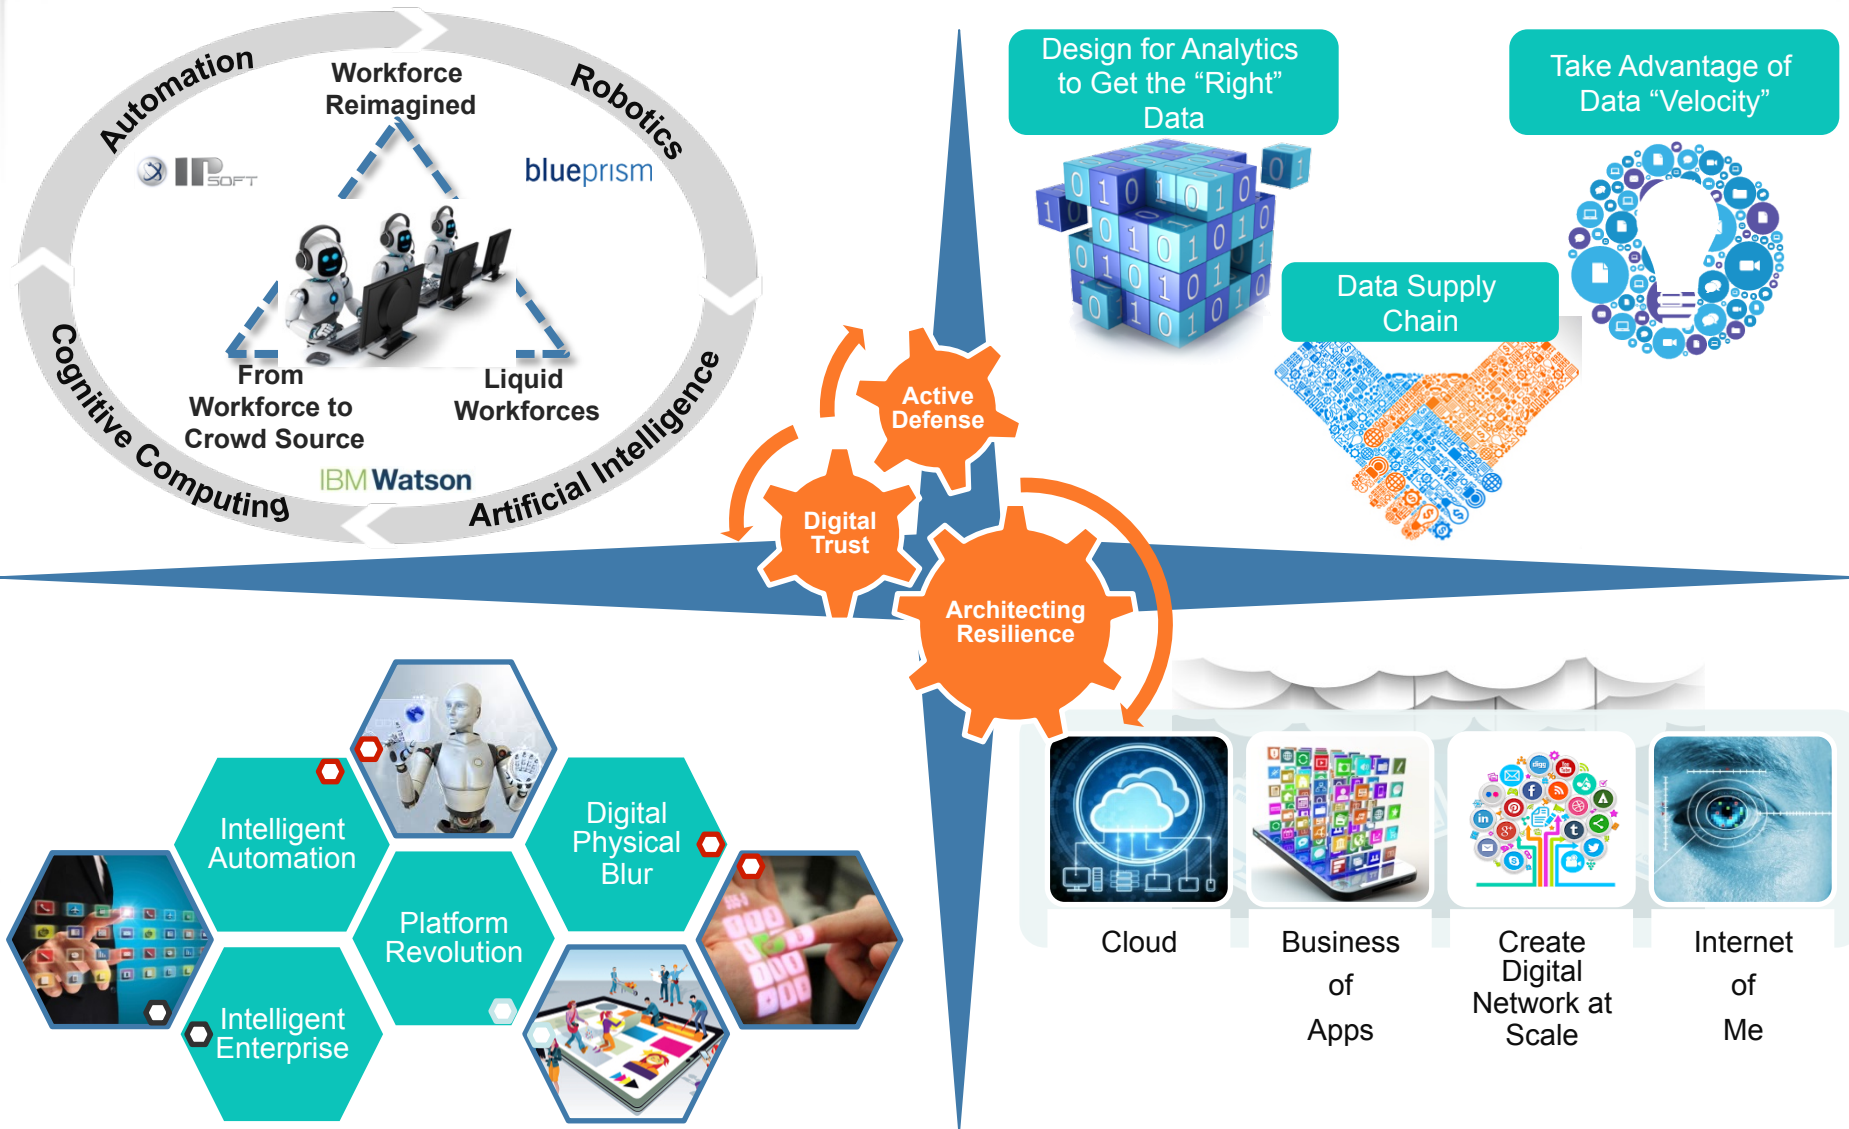 Automation
Robotics
Workforce
Reimagined
IPSOFT
blueprism
From
Workforce to
Crowd Source
Liquid
Workforces
Cognitive Computing
IBM Watson
Artificial Intelligence
Design for Analytics
to Get the “Right”
Data
Take Advantage of
Data “Velocity”
Data Supply
Chain
Active
Defense
Digital
Trust
Architecting
Resilience
Intelligent
Automation
Digital
Physical
Blur
Platform
Revolution
Intelligent
Enterprise
Cloud
Business
of
Apps
Create
Digital
Network at
Scale
Internet
of
Me